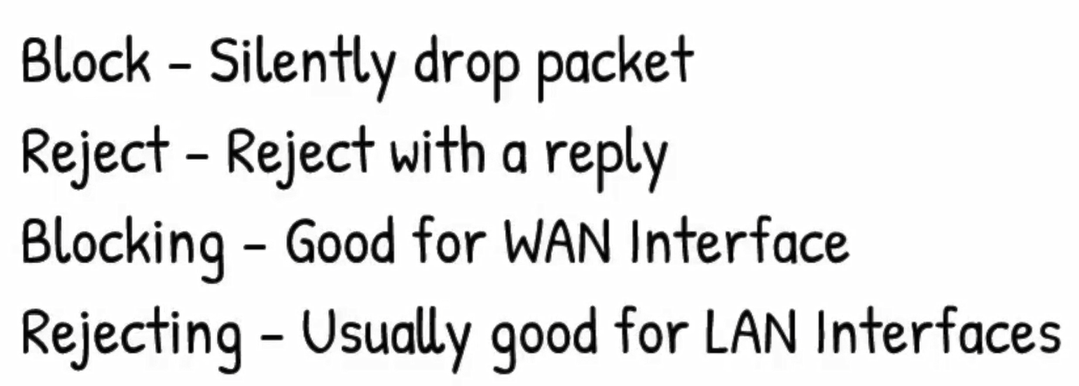 Block – Silently drop packet
Reject – Reject with a reply
Blocking – Good for WAN Interface
Rejecting – Usually good for LAN Interfaces